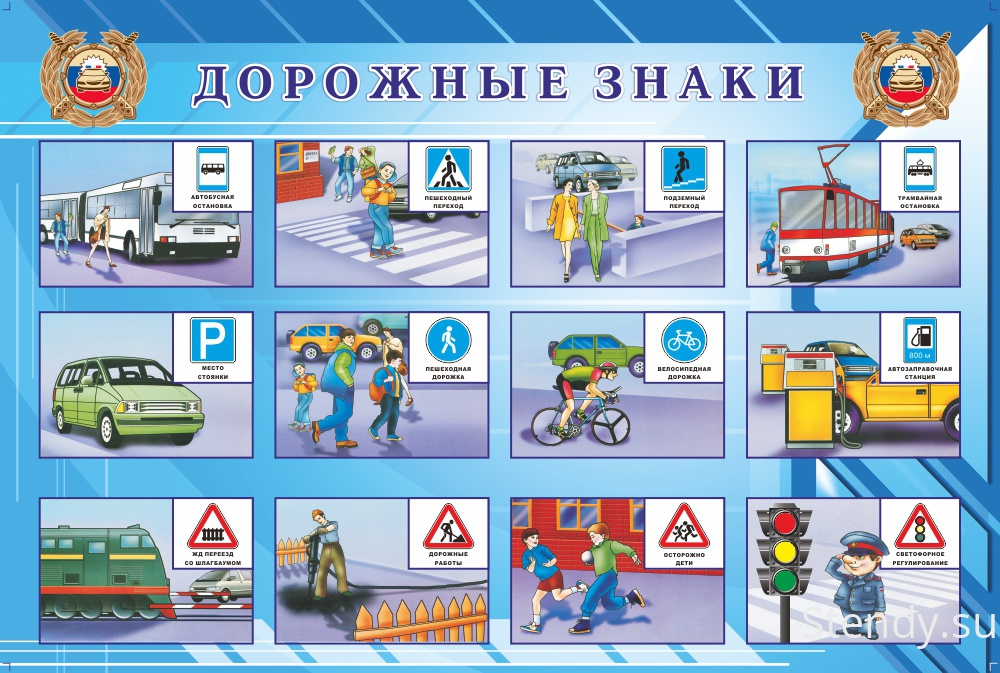 ДОРОЖНЫЕ ЗНАКИ
АВТОБУСНАЯ
ОСТАНОВКА
ПЕШЕХОДНЫЙ
ПЕРЕХОД
ПОДЗЕМНЫЙ
ПЕРЕХОД
ТРАМВАЙНАЯ
ОСТАНОВКА
P
МЕСТО
СТОЯНКИ
ПЕШЕХОДНАЯ
ДОРОЖКА
ВЕЛОСИПЕДНАЯ
ДОРОЖКА
800 м
АВТОЗАПРАВОЧНАЯ
СТАНЦИЯ
ЖД ПЕРЕЕЗД
СО ШЛАГБАУМОМ
ДОРОЖНЫЕ
РАБОТЫ
ОСТОРОЖНО
ДЕТИ
СВЕТОФОРНОЕ
РЕГУЛИРОВАНИЕ
Stendy.su